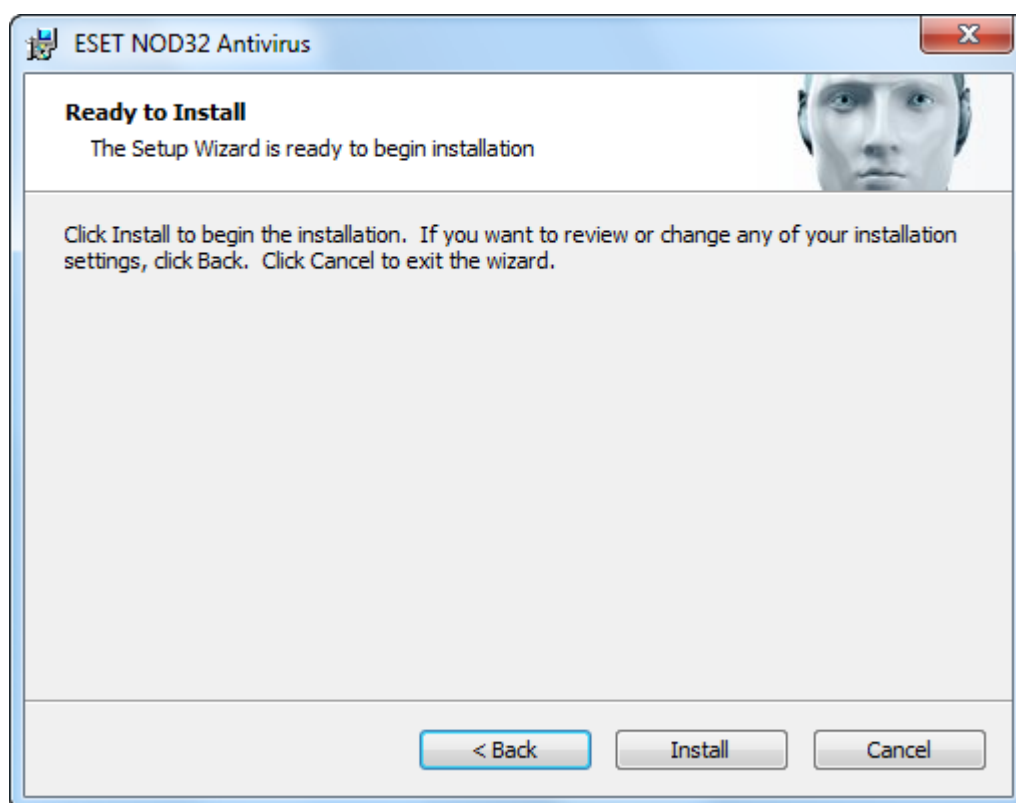 ESET NOD32 Antivirus
Ready to Install
The Setup Wizard is ready to begin installation
Click Install to begin the installation.  If you want to review or change any of your installation
settings, click Back.  Click Cancel to exit the wizard.
< Back Install Cancel